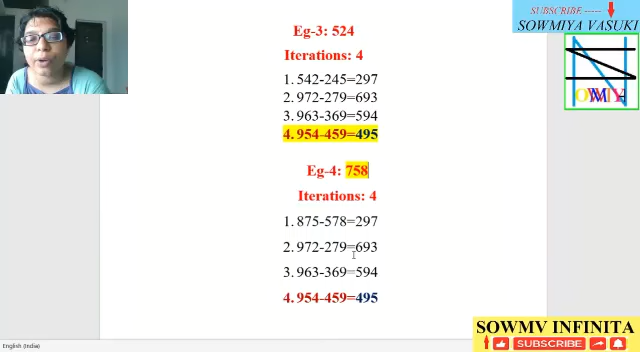 SUBSCRIBE
SOWMIYA VASUKI
Eg-3: 524
Iterations: 4
1. 542-245=297
2. 972-279=693
3. 963-369=594
4. 954-459=495
Eg-4: 758
Iterations: 4
1. 875-578=297
2. 972-279=693
3. 963-369=594
4. 954-459=495
SOWMV INFINITA
SUBSCRIBE
English (India)